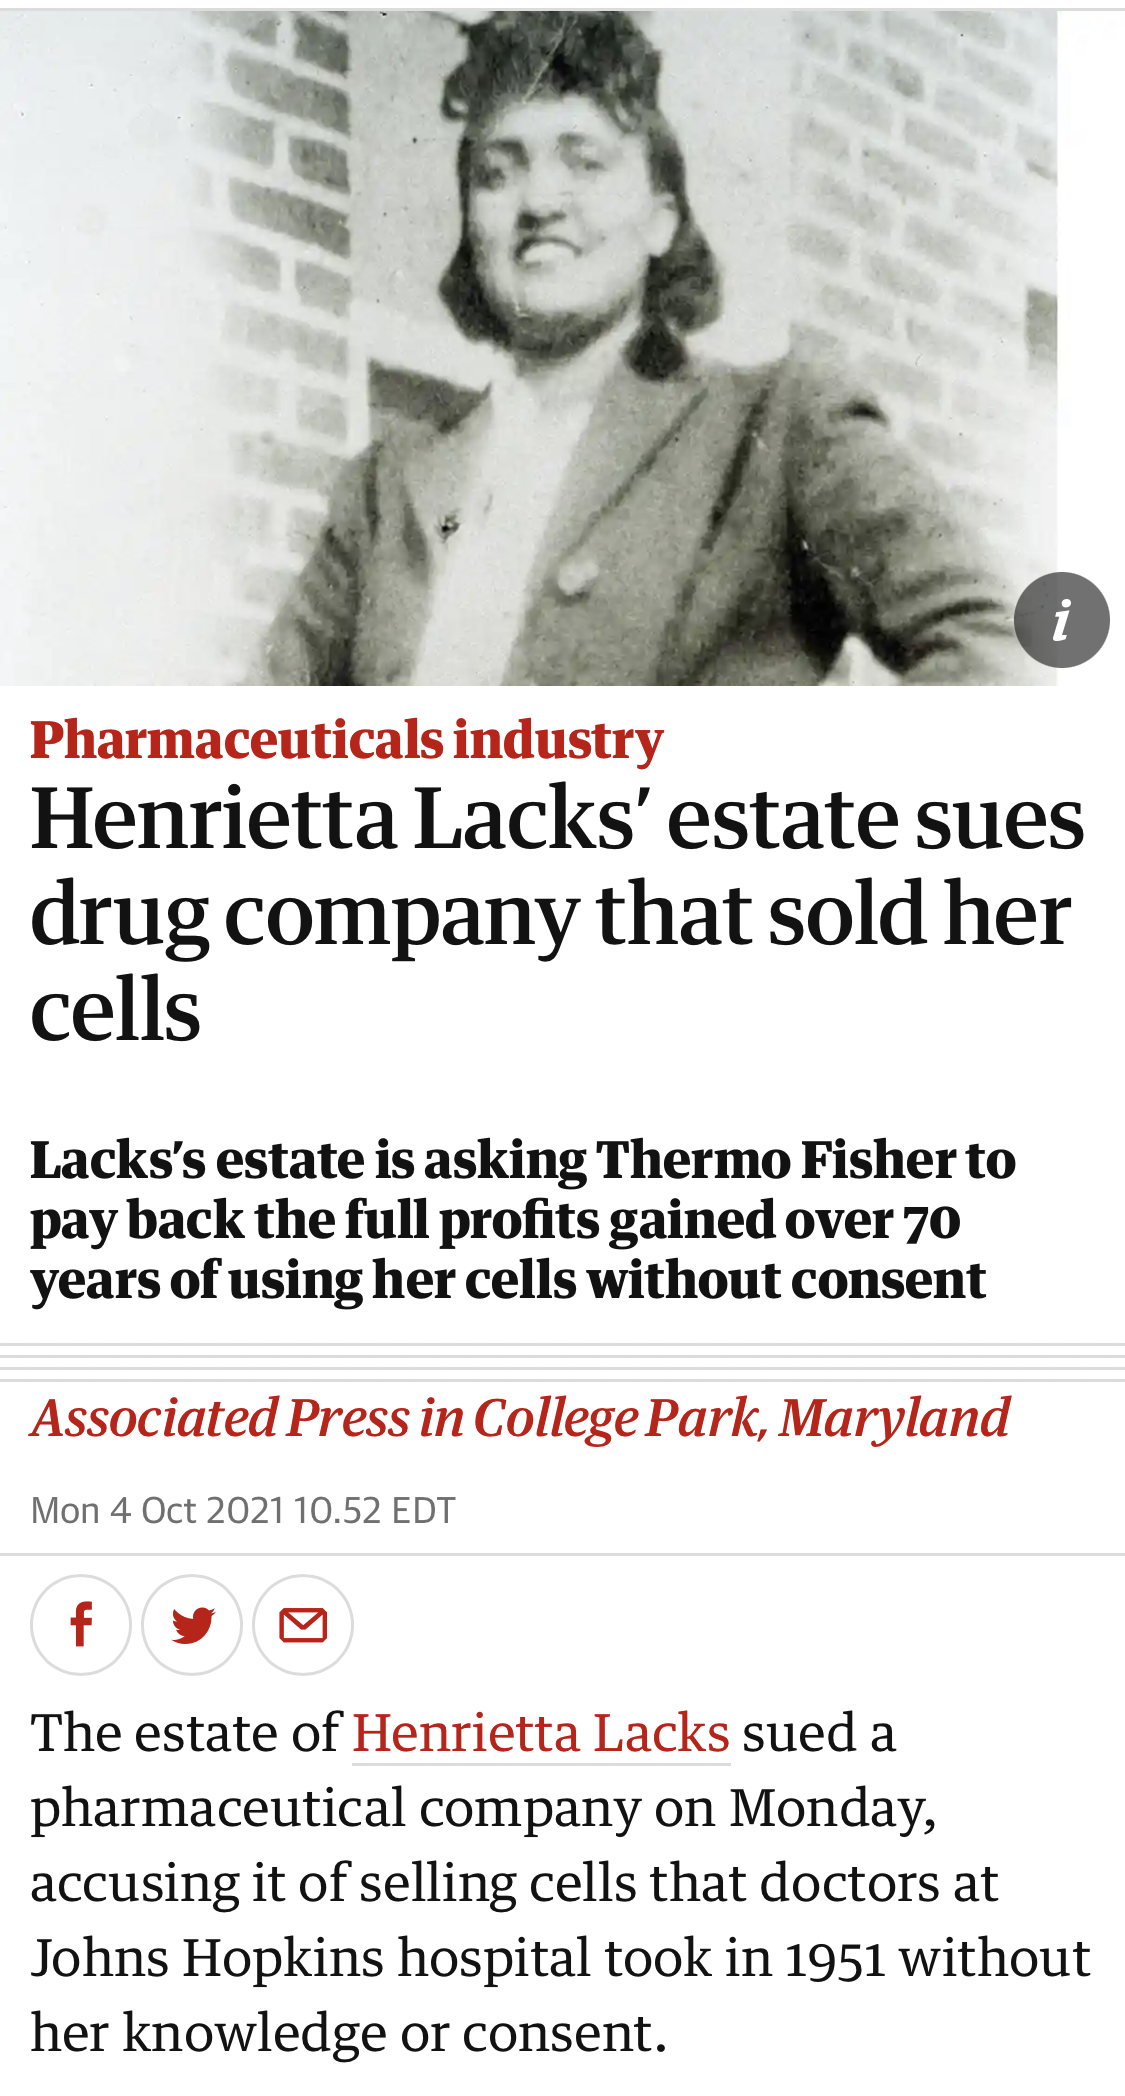 i
Pharmaceuticals industry
Henrietta Lacks’ estate sues
drug company that sold her
cells
Lacks’s estate is asking Thermo Fisher to
pay back the full profits gained over 70
years of using her cells without consent
Associated Press in College Park, Maryland
Mon 4 Oct 2021 10.52 EDT
The estate of Henrietta Lacks sued a
pharmaceutical company on Monday,
accusing it of selling cells that doctors at
Johns Hopkins hospital took in 1951 without
her knowledge or consent.